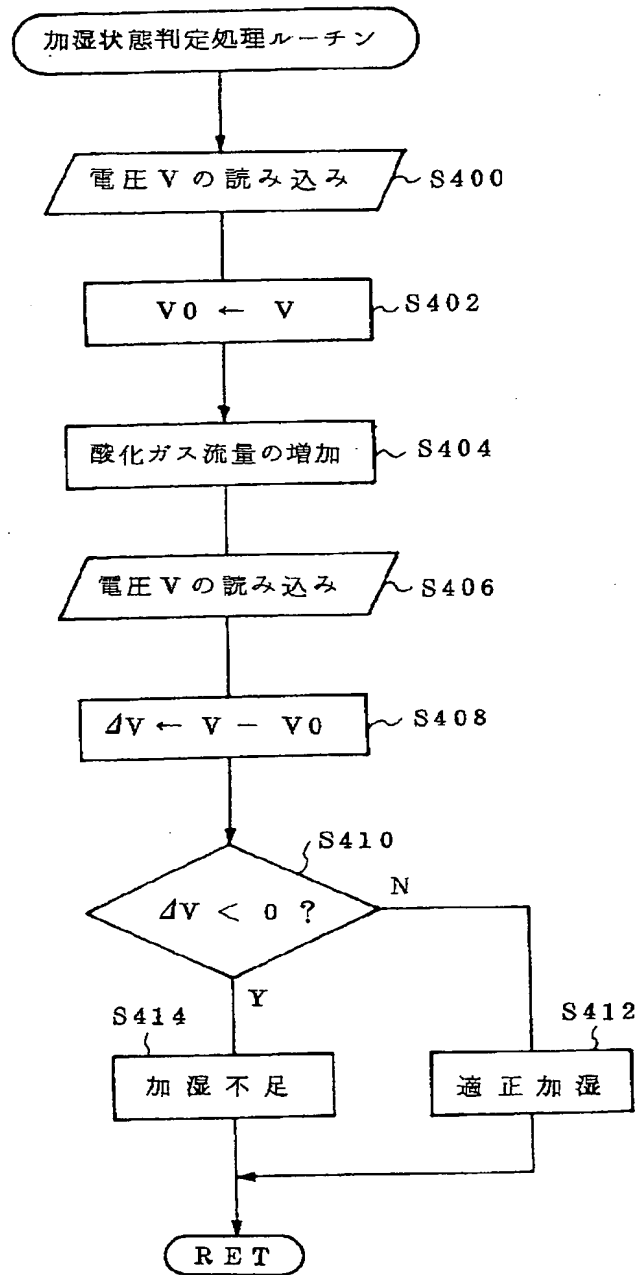 加湿状態判定処理ルーチン
電圧Vの読み込み
S400
V0 ← V
S402
酸化ガス流量の増加
S404
電圧Vの読み込み
S406
ΔV ← V − V0
S408
S410
ΔV < 0 ?
N
Y
S414
S412
加湿不足
適正加湿
RET